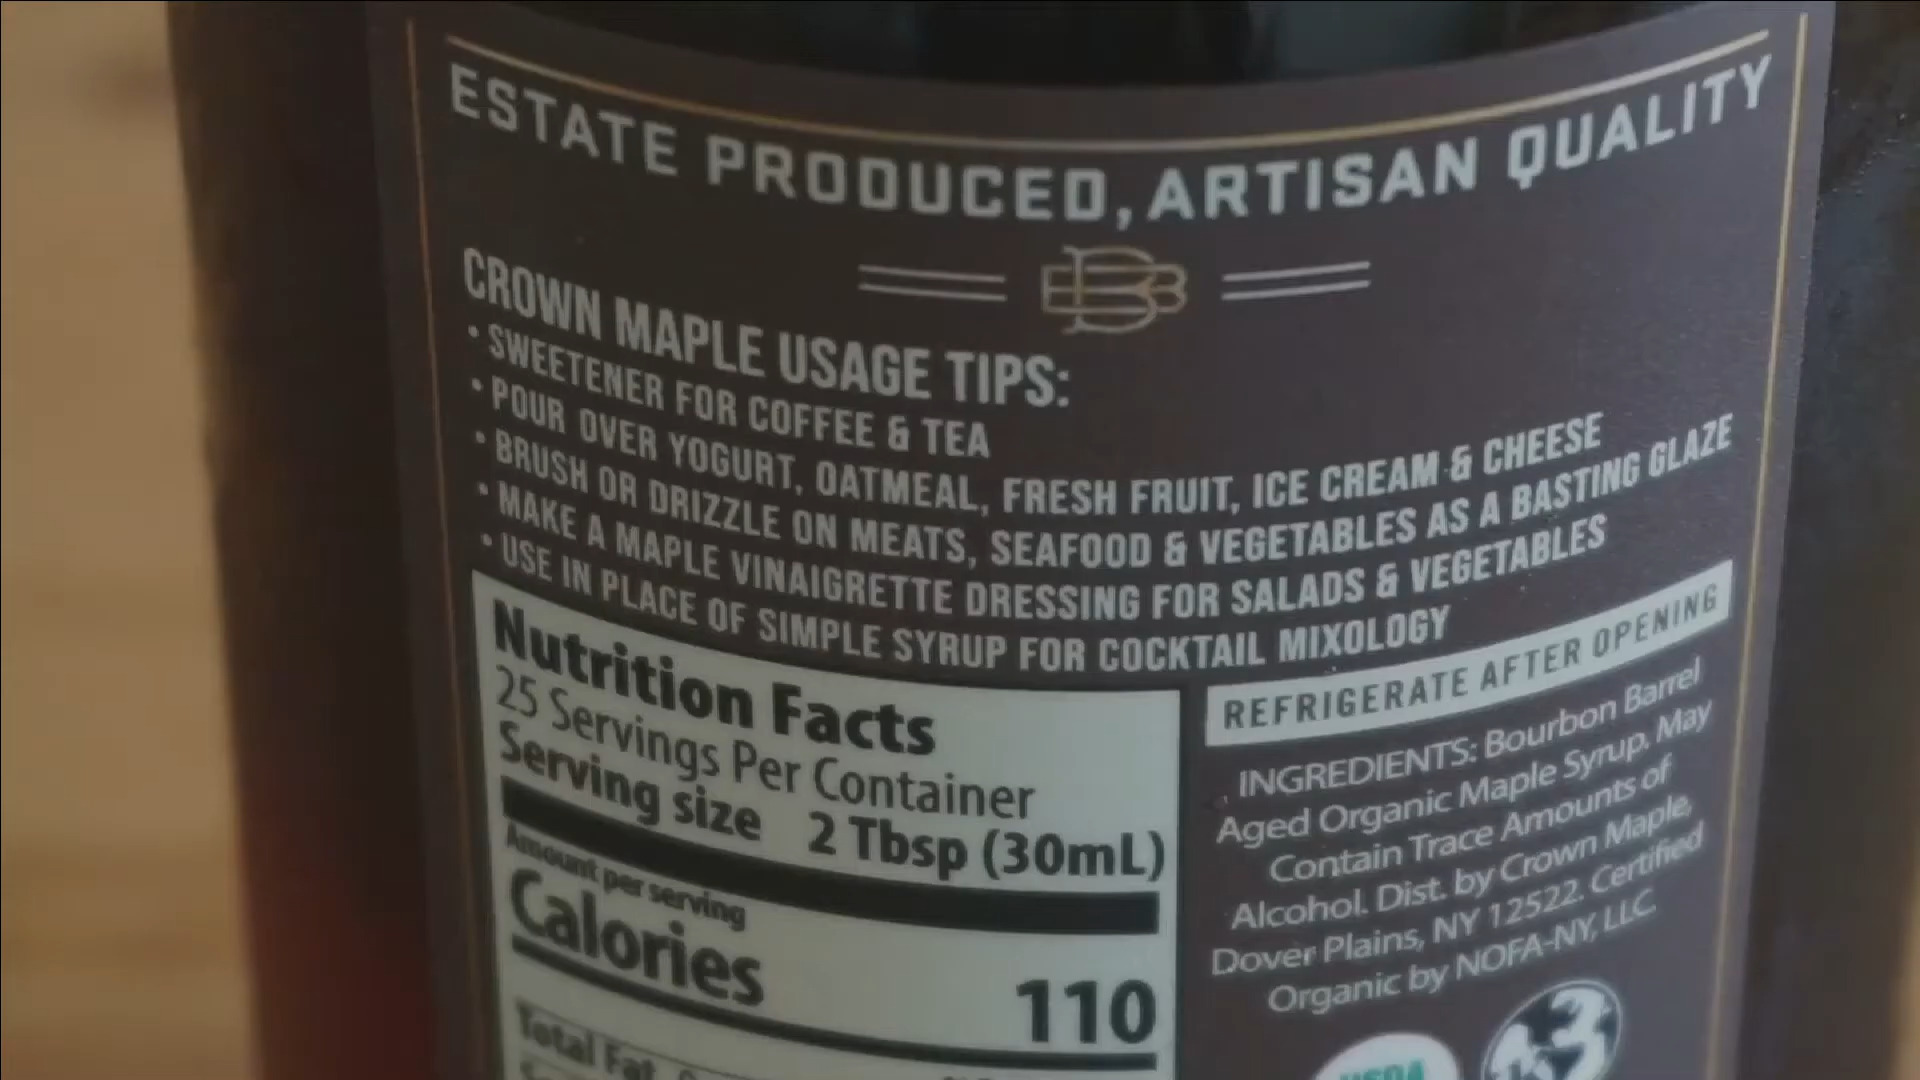 ESTATE PRODUCED, ARTISAN QUALITY
CROWN MAPLE USAGE TIPS:
• SWEETENER FOR COFFEE & TEA
• POUR OVER YOGURT, OATMEAL, FRESH FRUIT, ICE CREAM & CHEESE
• BRUSH OR DRIZZLE ON MEATS, SEAFOOD & VEGETABLES AS A BASTING GLAZE
• MAKE A MAPLE VINAIGRETTE DRESSING FOR SALADS & VEGETABLES
• USE IN PLACE OF SIMPLE SYRUP FOR COCKTAIL MIXOLOGY
Nutrition Facts
25 Servings Per Container
Serving size 2 Tbsp (30mL)
Amount per serving
Calories 110
Total Fat
REFRIGERATE AFTER OPENING
INGREDIENTS: Bourbon Barrel
Aged Organic Maple Syrup. May
Contain Trace Amounts of
Alcohol. Dist. by Crown Maple,
Dover Plains, NY 12522. Certified
Organic by NOFA-NY, LLC.
USDA